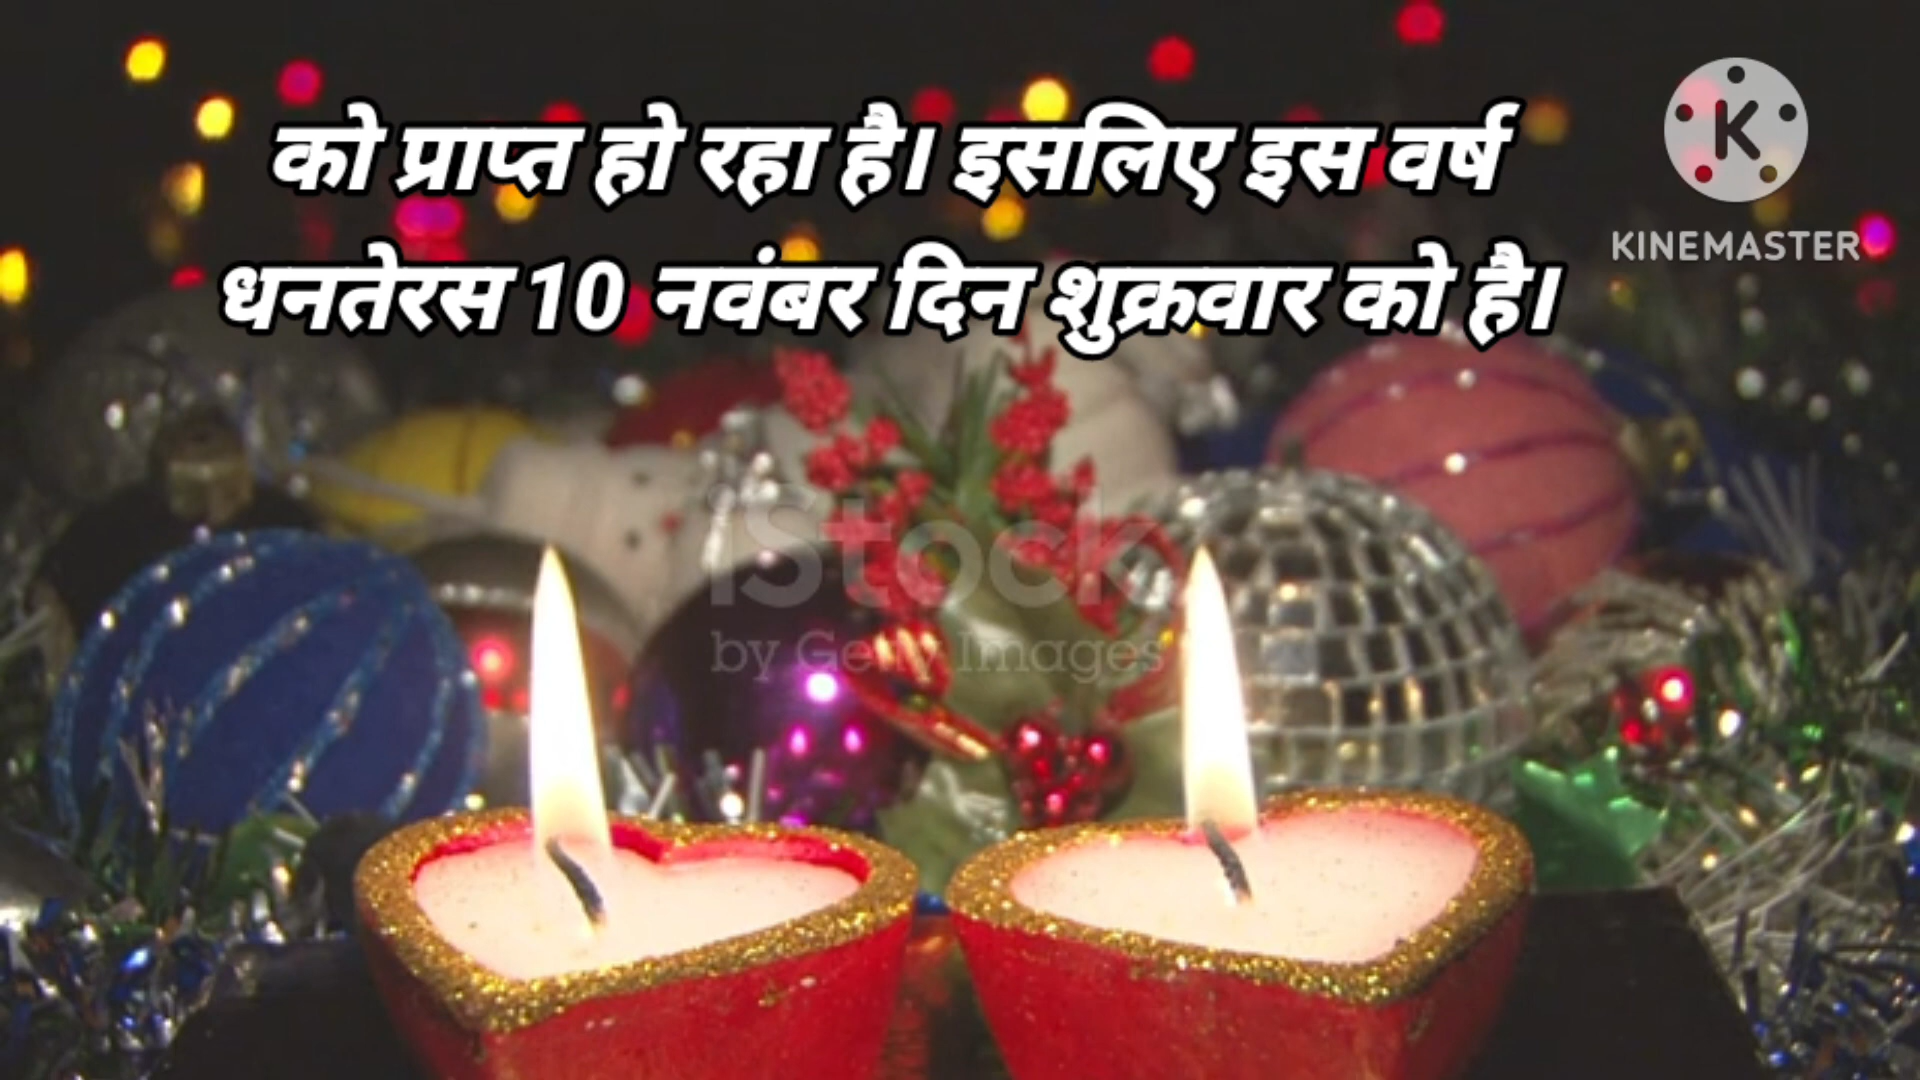 को प्राप्त हो रहा है। इसलिए इस वर्ष
धनतेरस 10 नवंबर दिन शुक्रवार को है।
K
KINEMASTER
iStock
by Getty Images